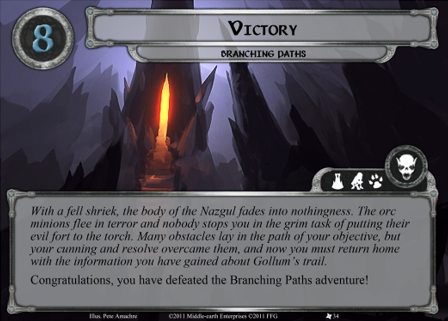 8
VICTORY
BRANCHING PATHS
With a fell shriek, the body of the Nazgul fades into nothingness. The orc
minions flee in terror and nobody stops you in the grim task of putting their
evil fort to the torch. Many obstacles lay in the path of your objective, but
your cunning and resolve overcame them, and now you must return home
with the information you have gained about Gollum's trail.
Congratulations, you have defeated the Branching Paths adventure!
Illus. Pete Amachre ©2011 Middle-earth Enterprises ©2011 FFG 34